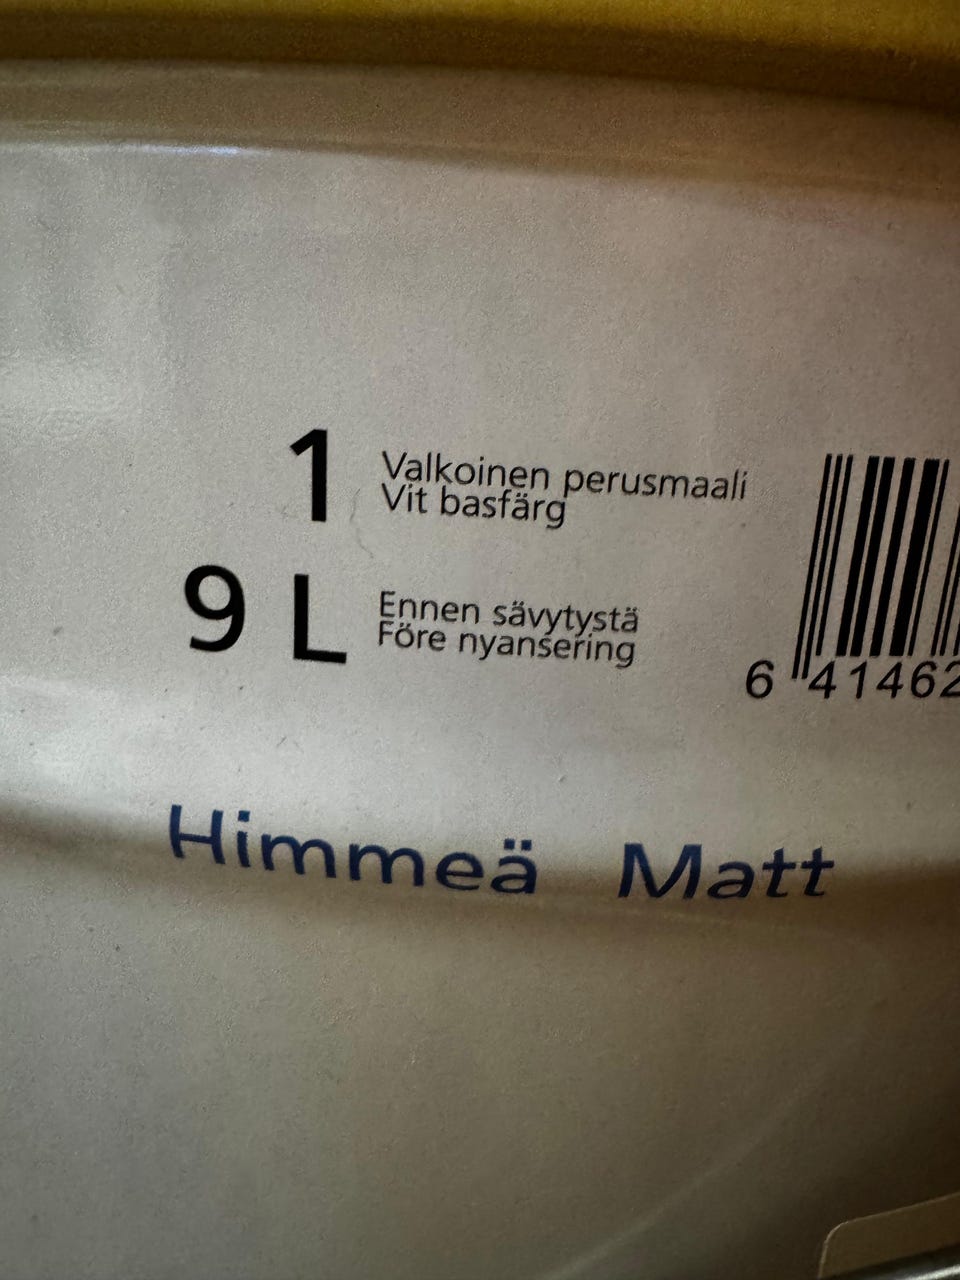 1 Valkoinen perusmaali
Vit basfärg
9 L Ennen sävytystä
Före nyansering
6 41462
Himmeä Matt